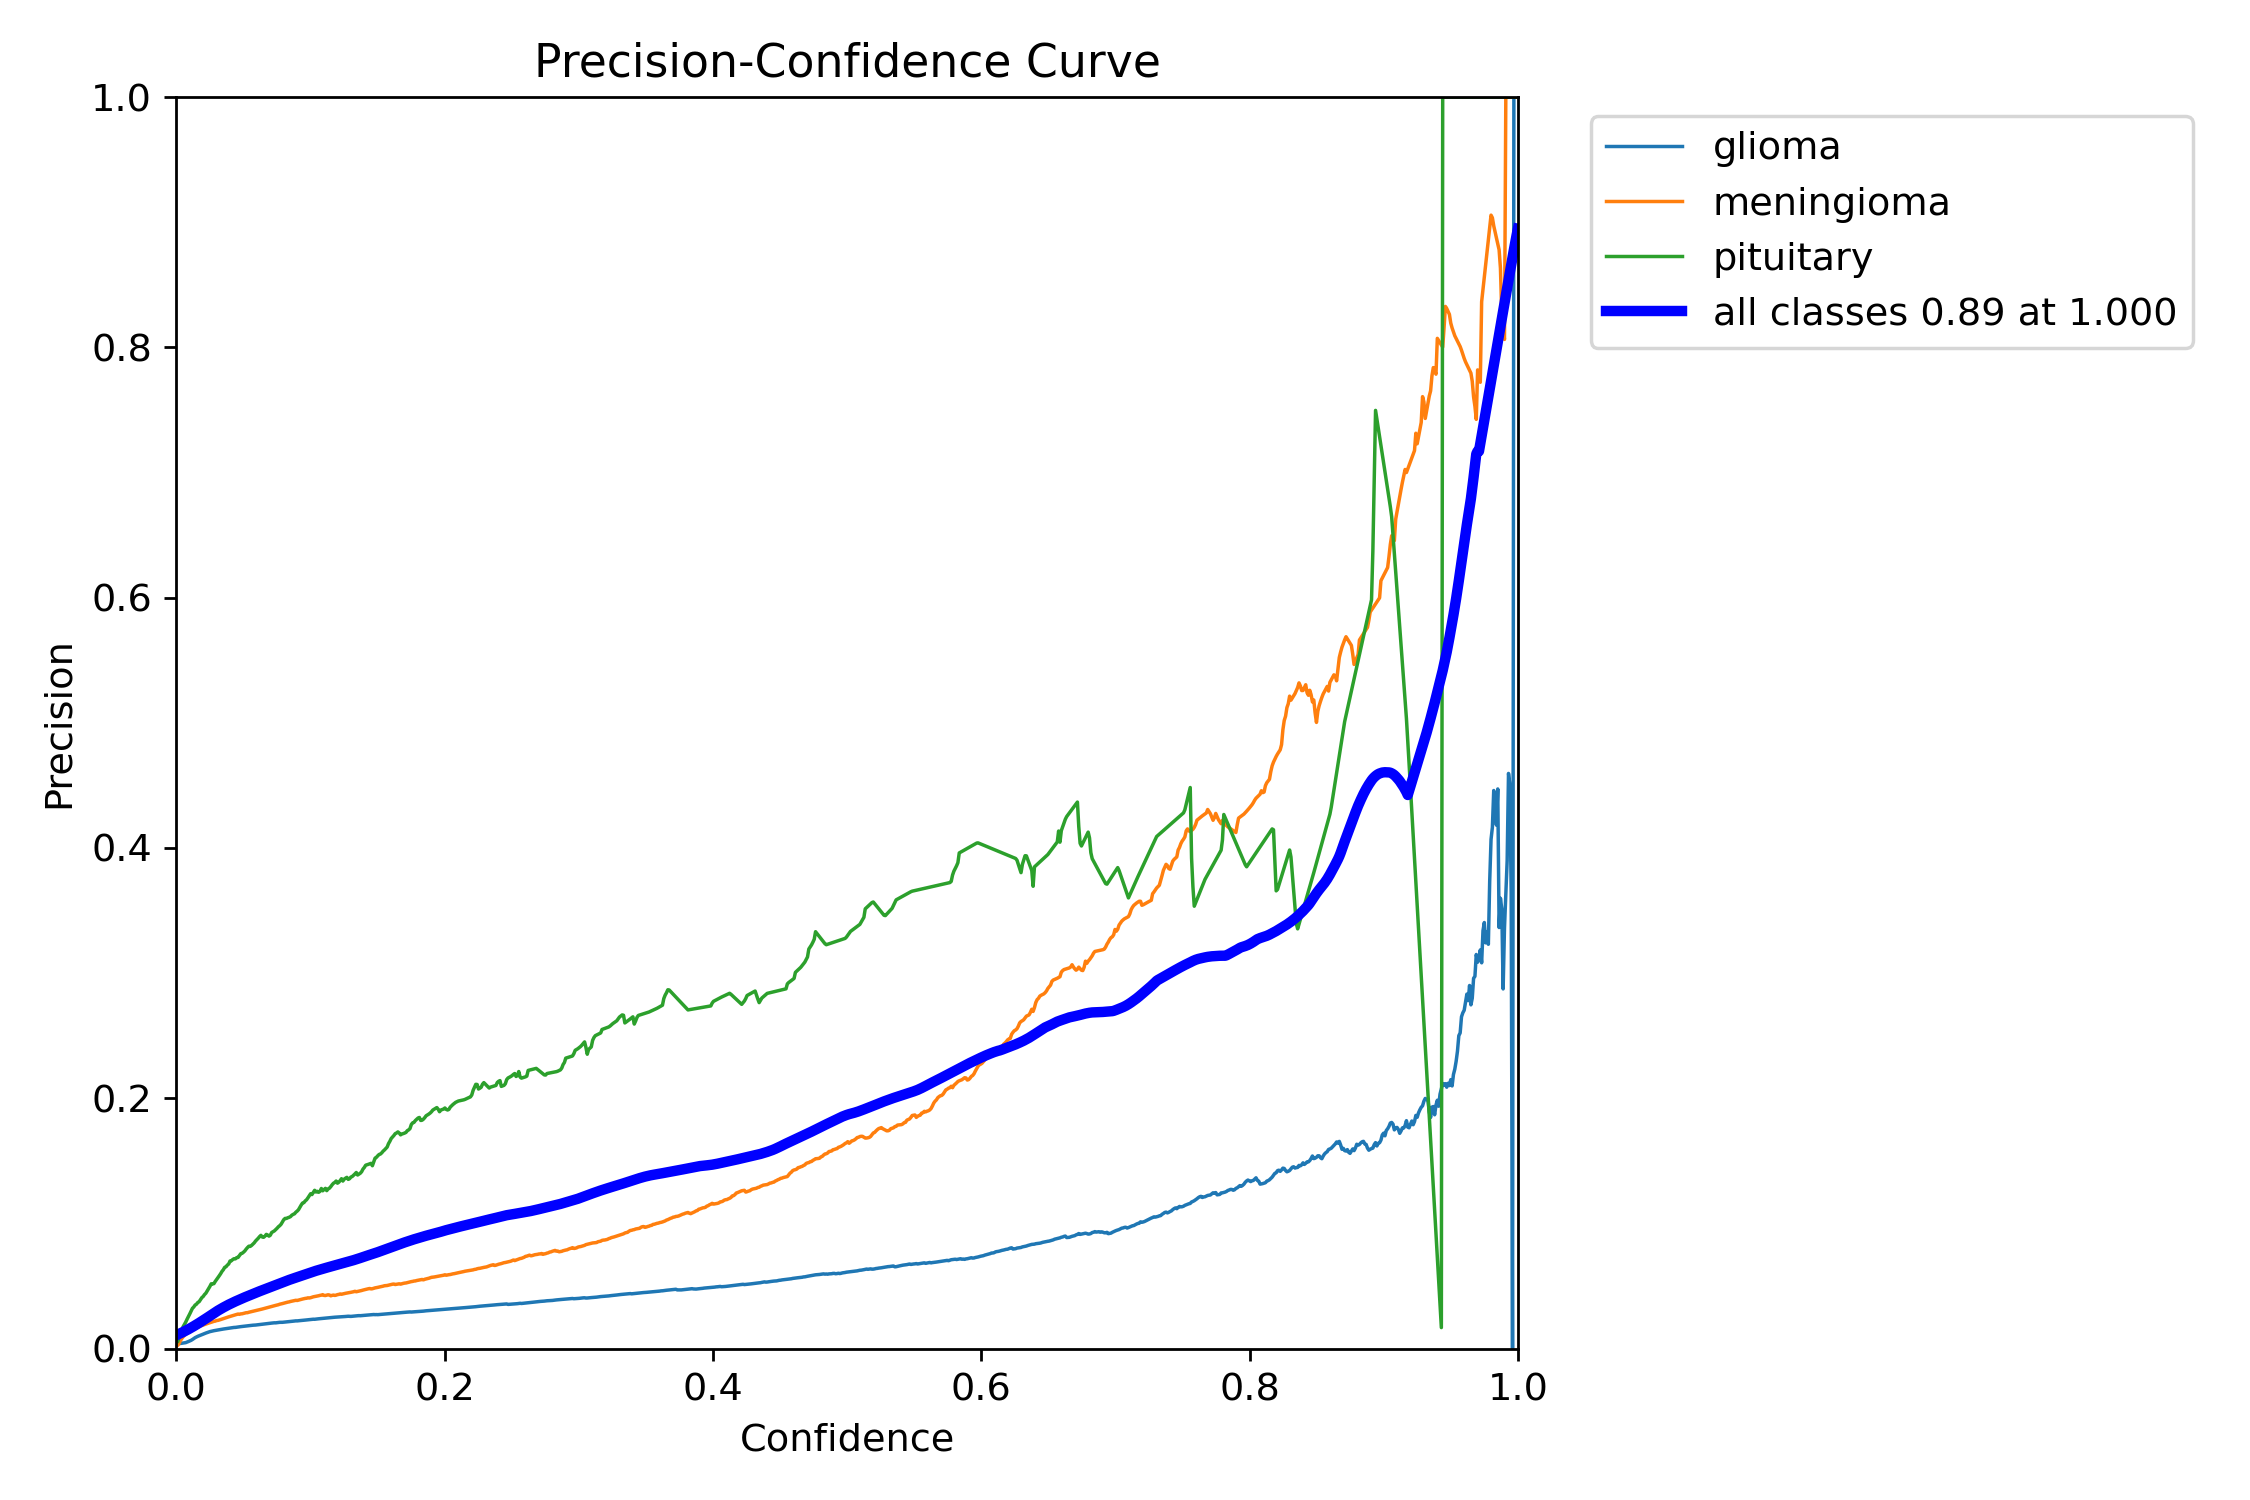 Precision-Confidence Curve
1.0
0.8
0.6
0.4
0.2
0.0
Precision
0.0 0.2 0.4 0.6 0.8 1.0
Confidence
glioma
meningioma
pituitary
all classes 0.89 at 1.000